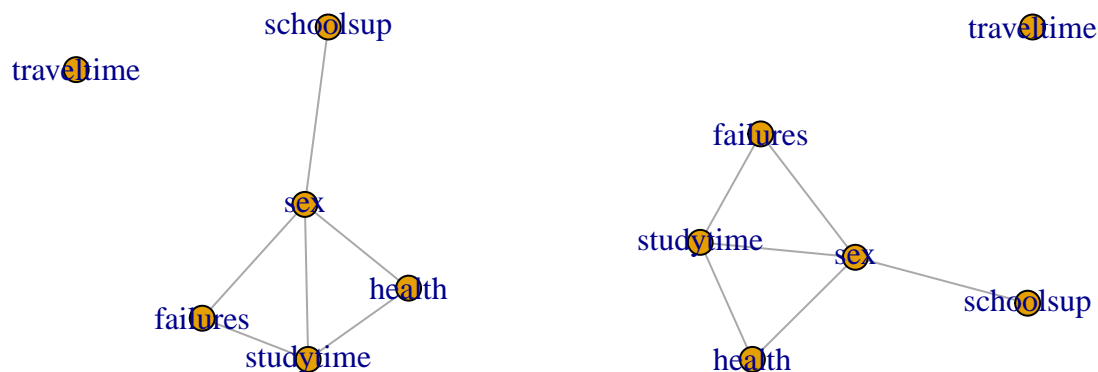 schoolsup
traveltime
sex
health
failures
studytime
traveltime
failures
studytime
sex
schoolsup
health